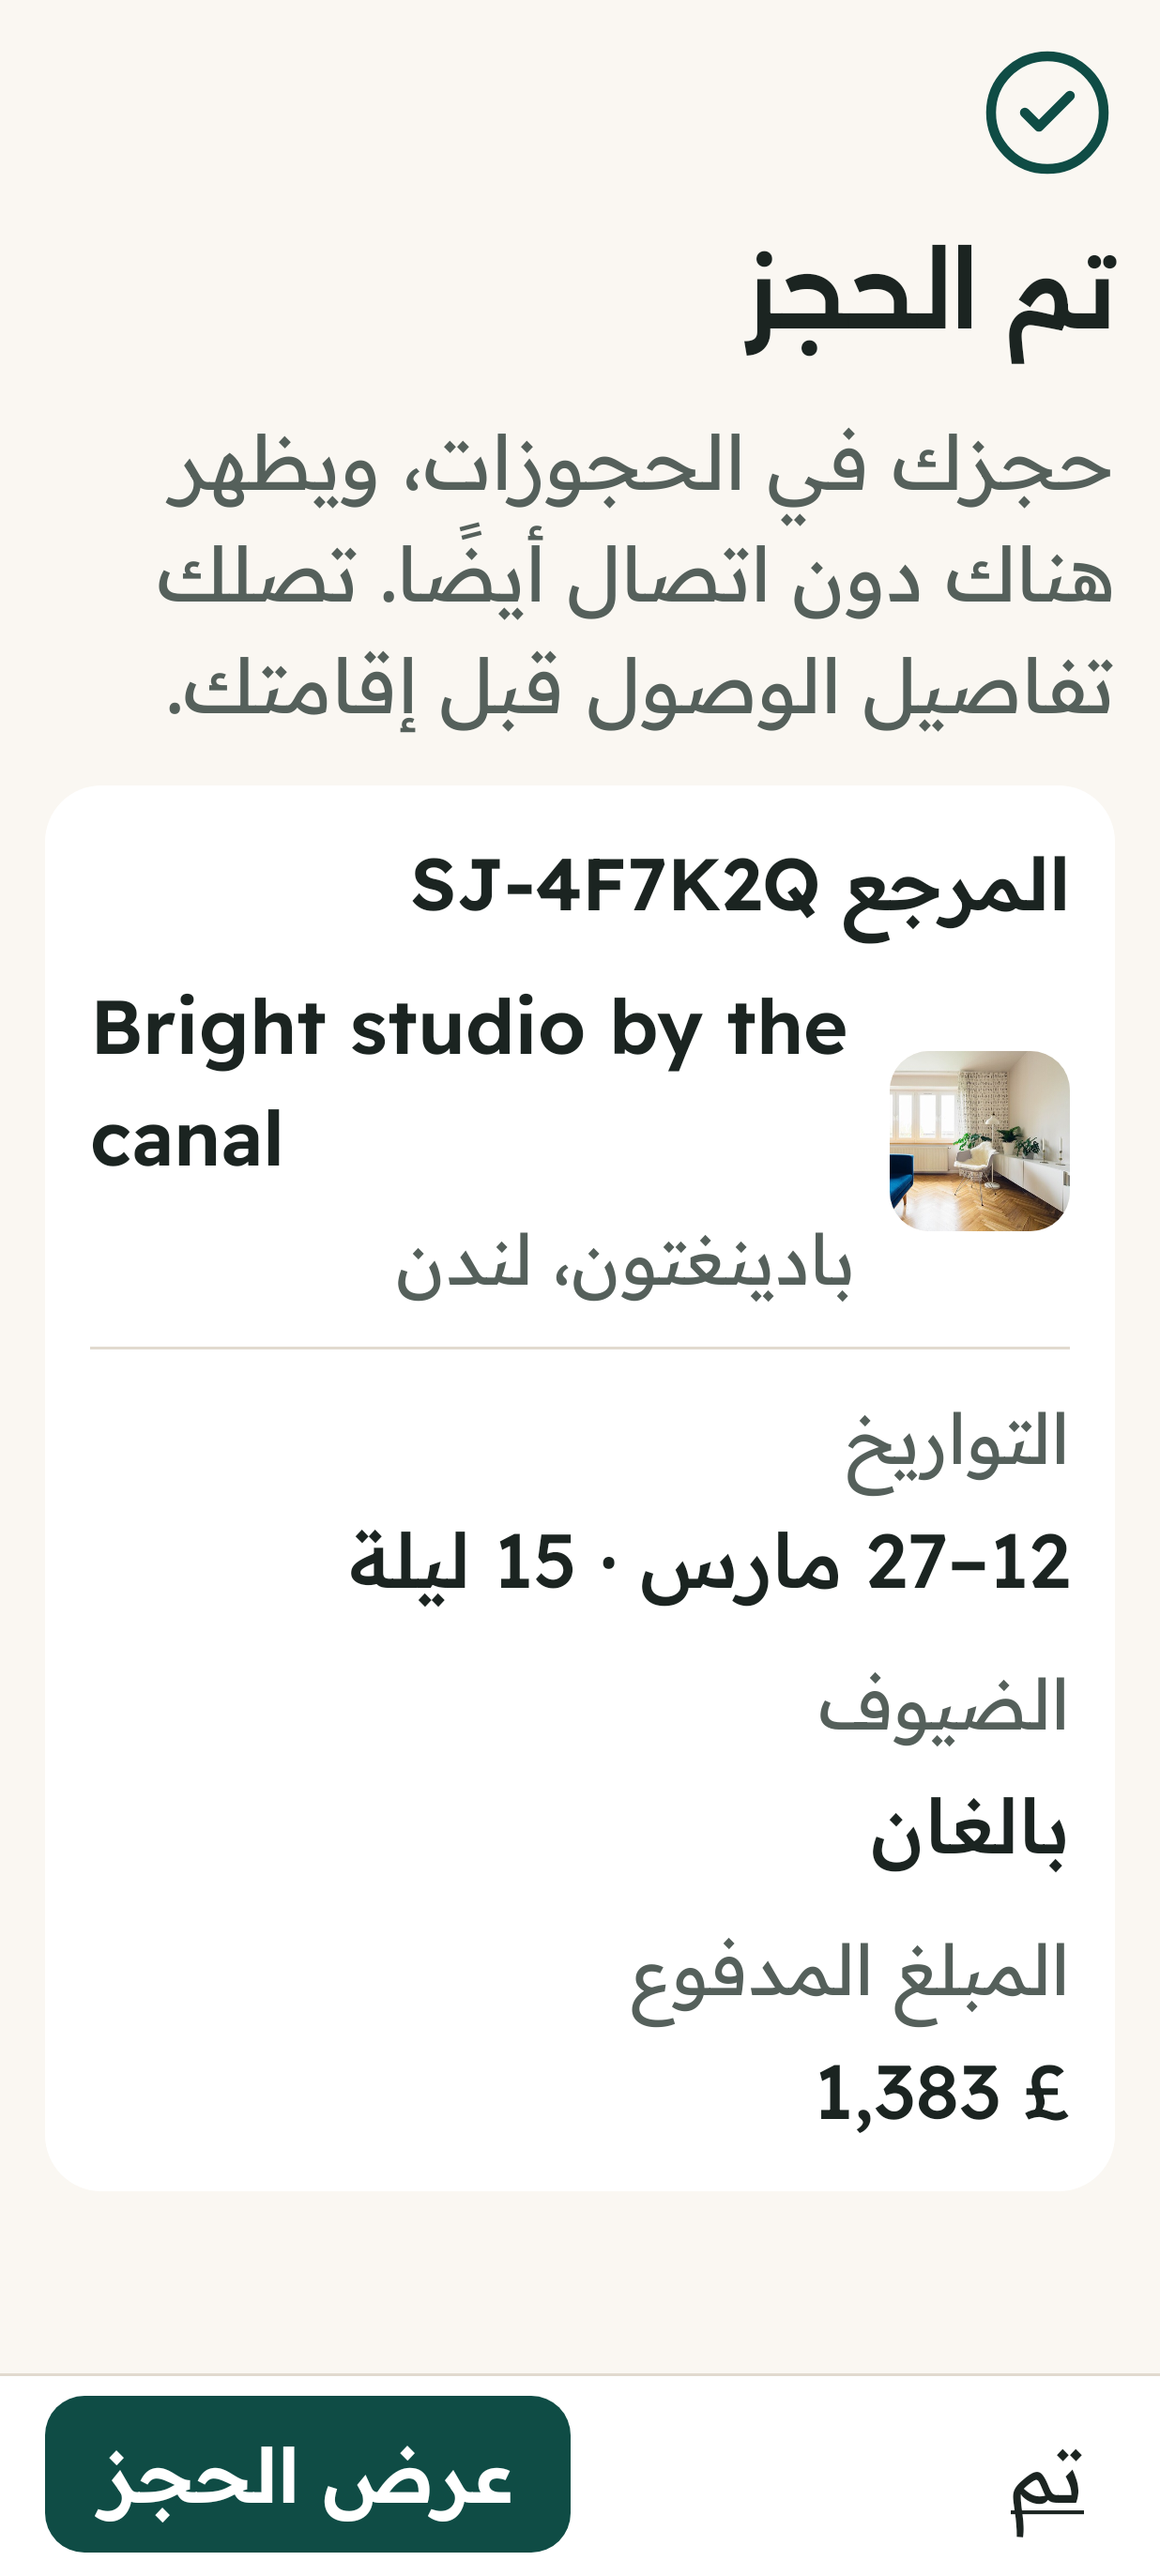 تم الحجز
حجزك في الحجوزات، ويظهر
هناك دون اتصال أيضًا. تصلك
تفاصيل الوصول قبل إقامتك.
المرجع SJ-4F7K2Q
Bright studio by the
canal
بادينغتون، لندن
التواريخ
12–27 مارس · 15 ليلة
الضيوف
بالغان
المبلغ المدفوع
£ 1,383
تم
عرض الحجز